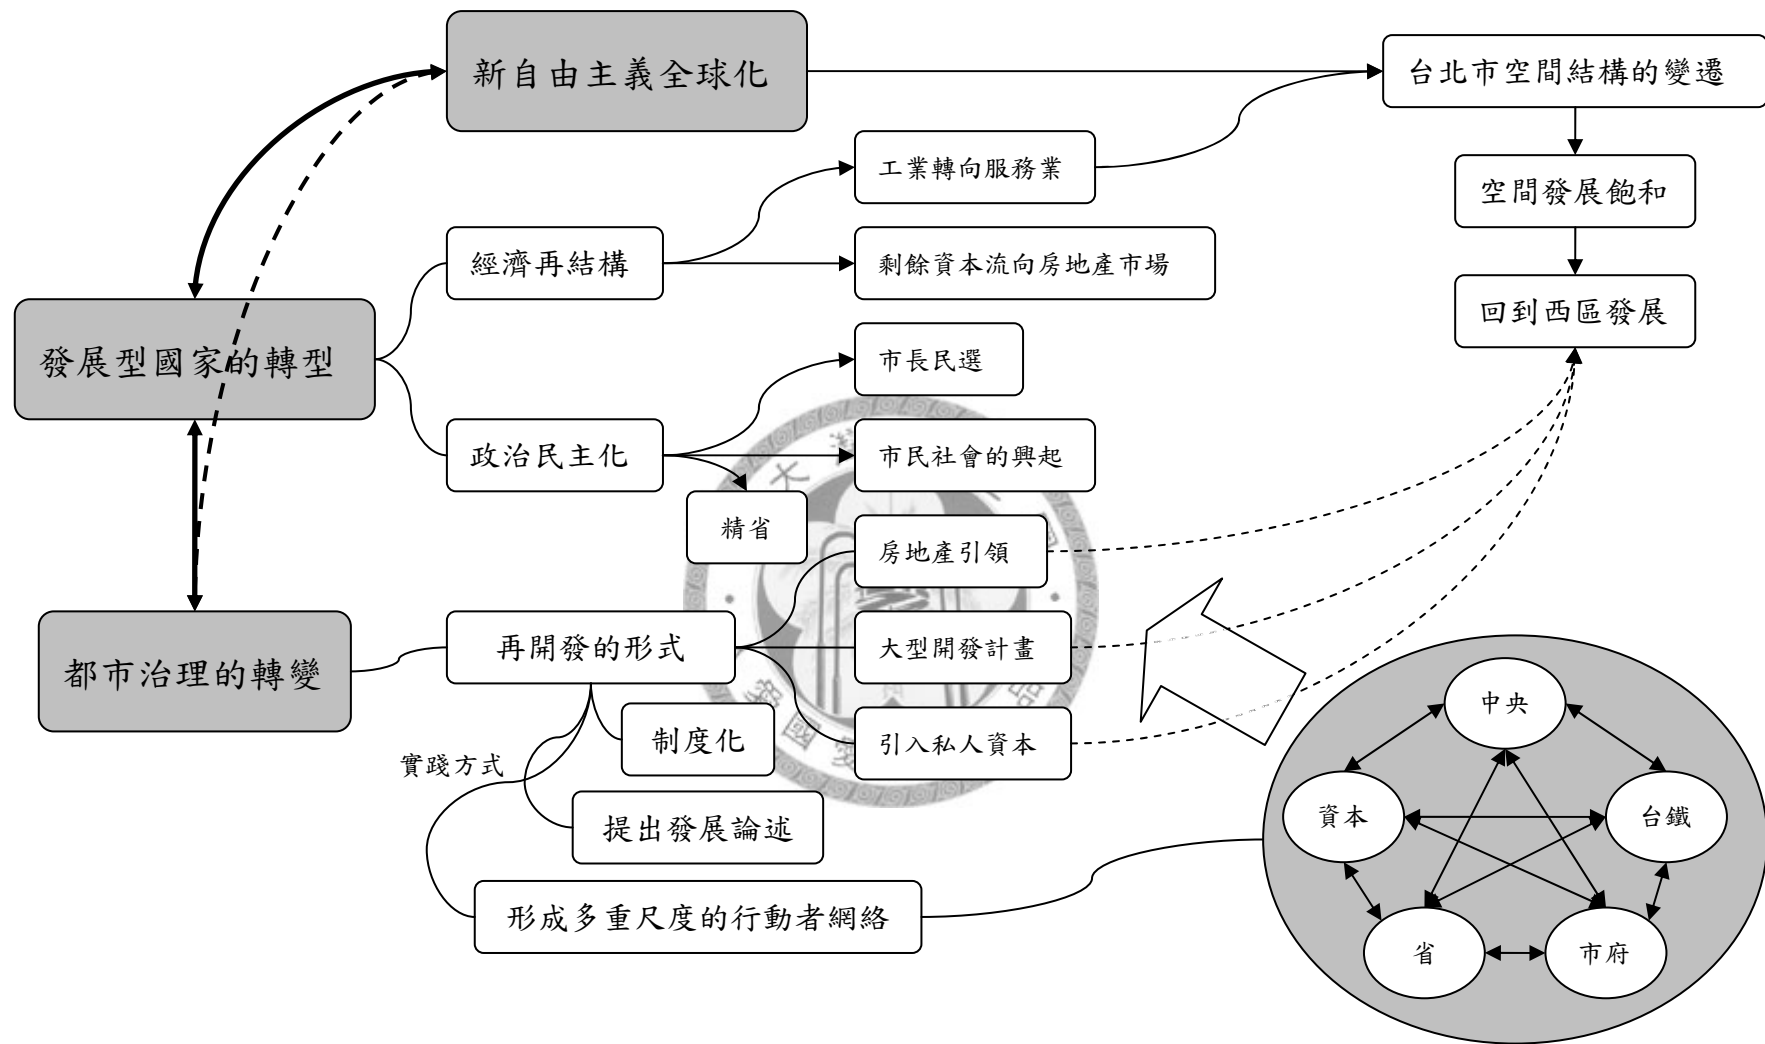 新自由主義全球化
台北市空間結構的變遷
工業轉向服務業
空間發展飽和
經濟再結構
剩餘資本流向房地產市場
回到西區發展
發展型國家的轉型
市長民選
政治民主化
市民社會的興起
精省
房地產引領
都市治理的轉變
再開發的形式
大型開發計畫
制度化
引入私人資本
實踐方式
提出發展論述
形成多重尺度的行動者網絡
中央
資本
台鐵
省
市府